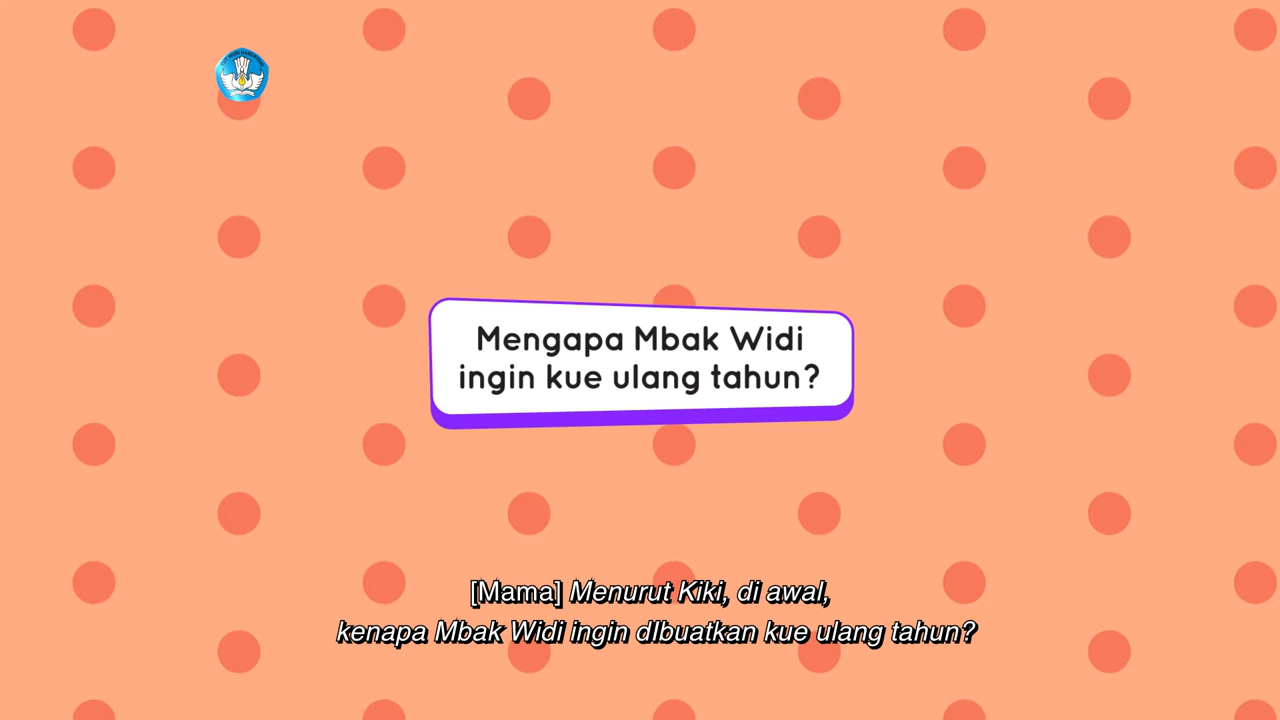 Mengapa Mbak Widi
ingin kue ulang tahun?
[Mama] Menurut Kiki, di awal,
kenapa Mbak Widi ingin dIbuatkan kue ulang tahun?